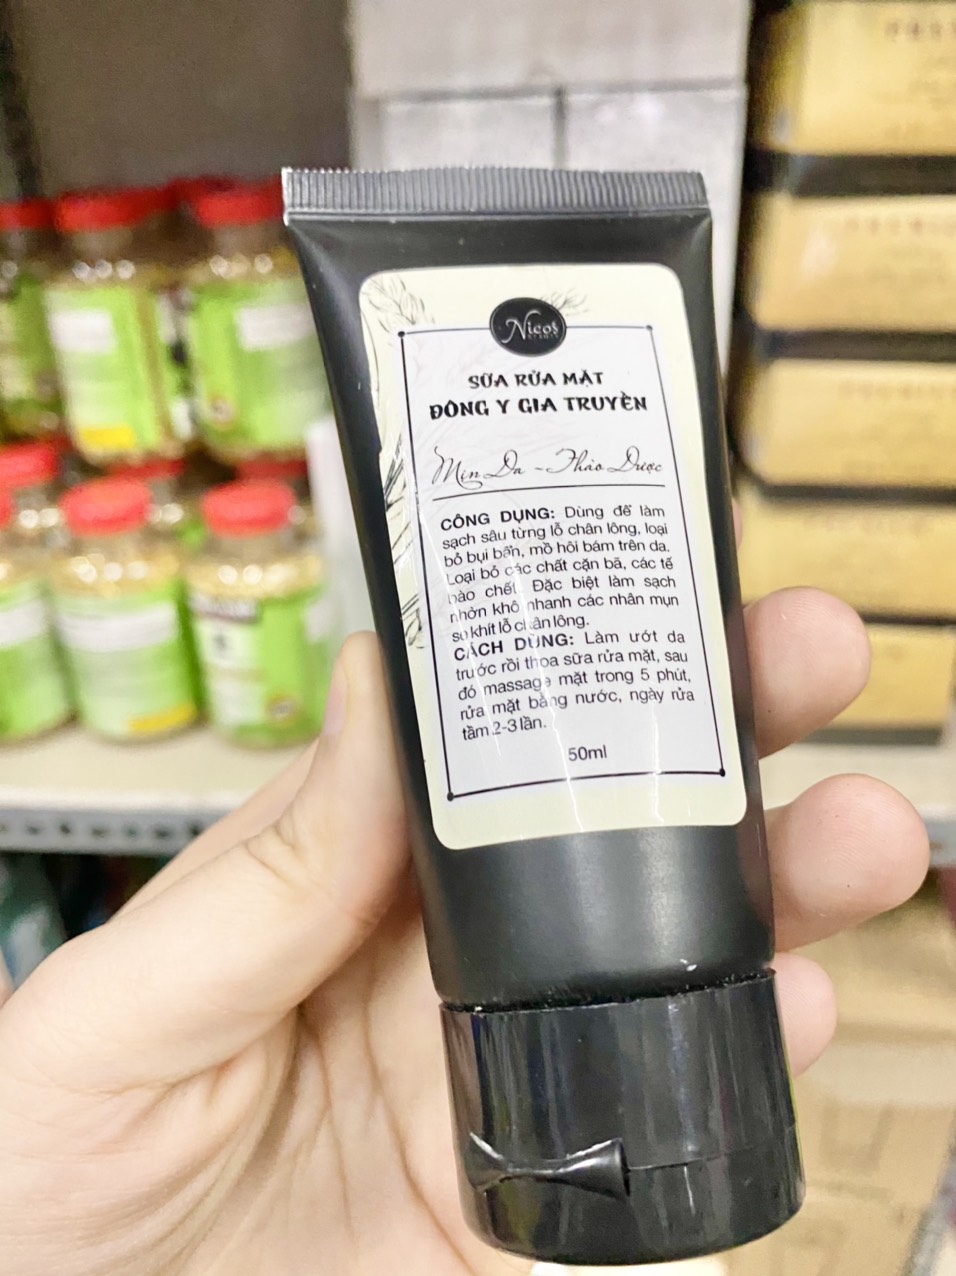 Nicos
SỮA RỬA MẶT
ĐÔNG Y GIA TRUYỀN
Mịn Da - Thảo Dược
CÔNG DỤNG: Dùng để làm
sạch sâu từng lỗ chân lông, loại
bỏ bụi bẩn, mồ hôi bám trên da.
Loại bỏ các chất cặn bã, các tế
bào chết. Đặc biệt làm sạch
nhờn khô nhanh các nhân mụn
se khít lỗ chân lông.
CÁCH DÙNG: Làm ướt da
trước rồi thoa sữa rửa mặt, sau
đó massage mặt trong 5 phút,
rửa mặt bằng nước, ngày rửa
tầm 2-3 lần.
50ml